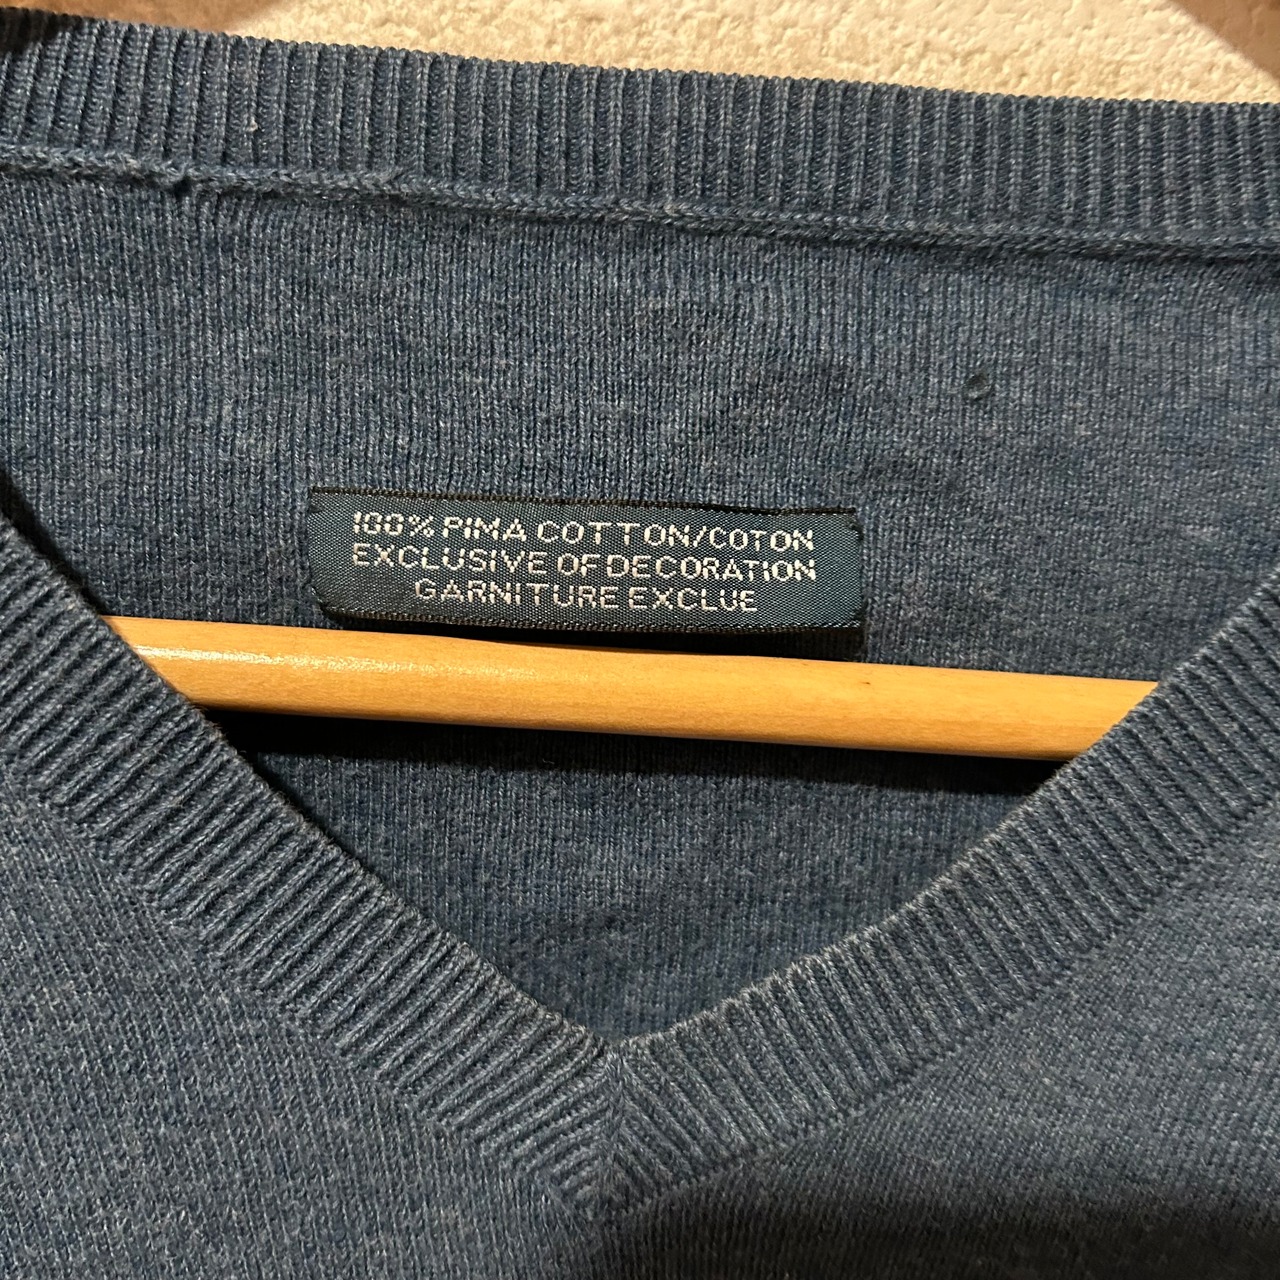 100% PIMA COTTON/COTON
EXCLUSIVE OF DECORATION
GARNITURE EXCLUE